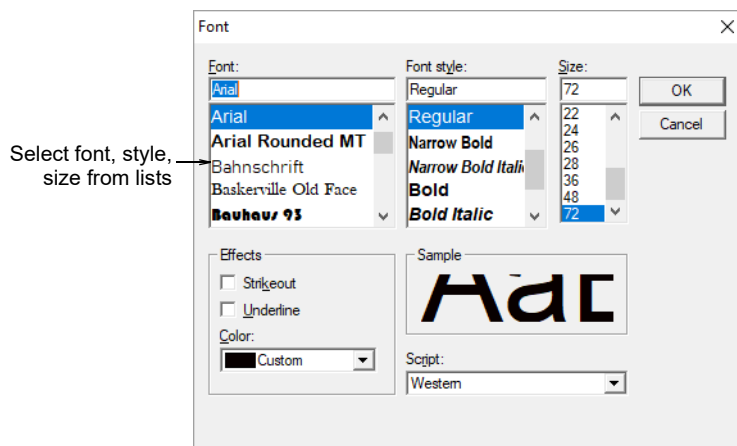 Font
Font:
Arial
Arial
Arial Rounded MT
Bahnschrift
Baskerville Old Face
Bauhaus 93
Font style:
Regular
Regular
Narrow Bold
Narrow Bold Itali
Bold
Bold Italic
Size:
72
22
24
26
28
36
48
72
OK
Cancel
Select font, style,
size from lists
Effects
Strikeout
Underline
Color:
Custom
Sample
Aab
Script:
Western